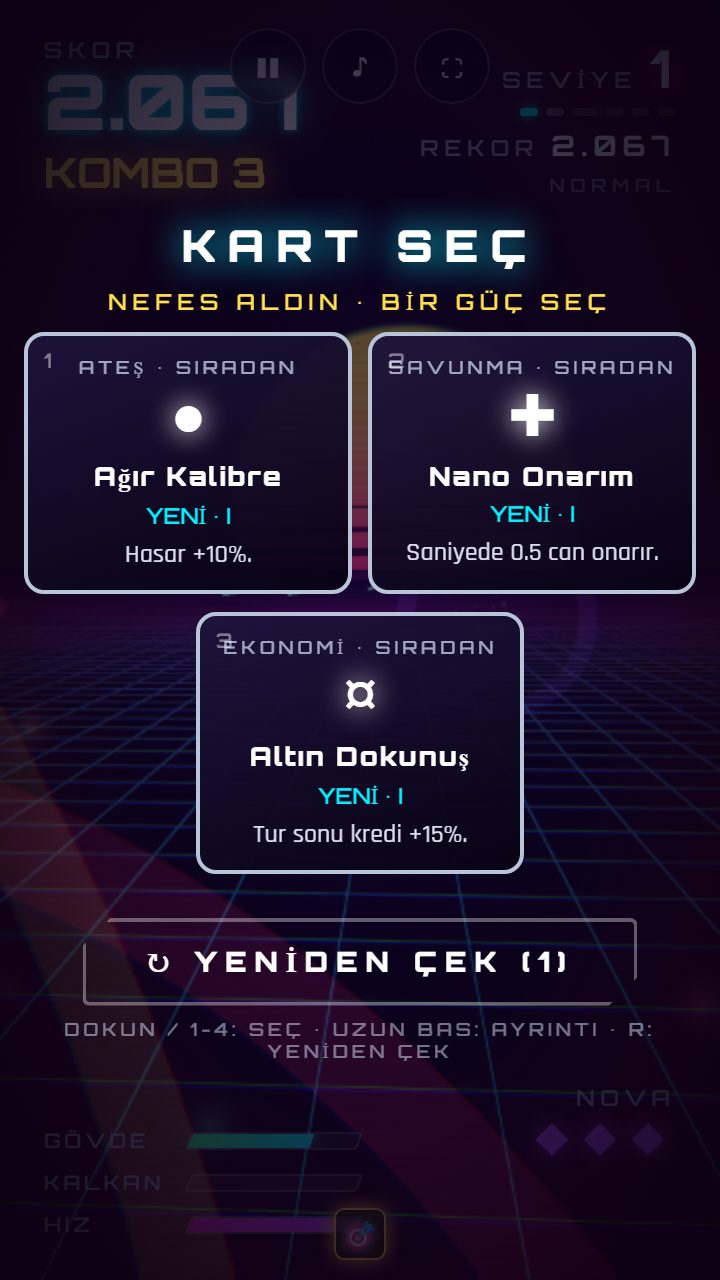 SKOR
2.061
KOMBO 3
SEVİYE 1
REKOR 2.067
NORMAL
KART SEÇ
NEFES ALDIN · BİR GÜÇ SEÇ
1
ATEŞ · SIRADAN
Ağır Kalibre
YENİ · I
Hasar +10%.
2
SAVUNMA · SIRADAN
Nano Onarım
YENİ · I
Saniyede 0.5 can onarır.
3
EKONOMİ · SIRADAN
¤
Altın Dokunuş
YENİ · I
Tur sonu kredi +15%.
↻ YENİDEN ÇEK (1)
DOKUN / 1-4: SEÇ · UZUN BAS: AYRINTI · R:
YENİDEN ÇEK
NOVA
GÖVDE
KALKAN
HIZ